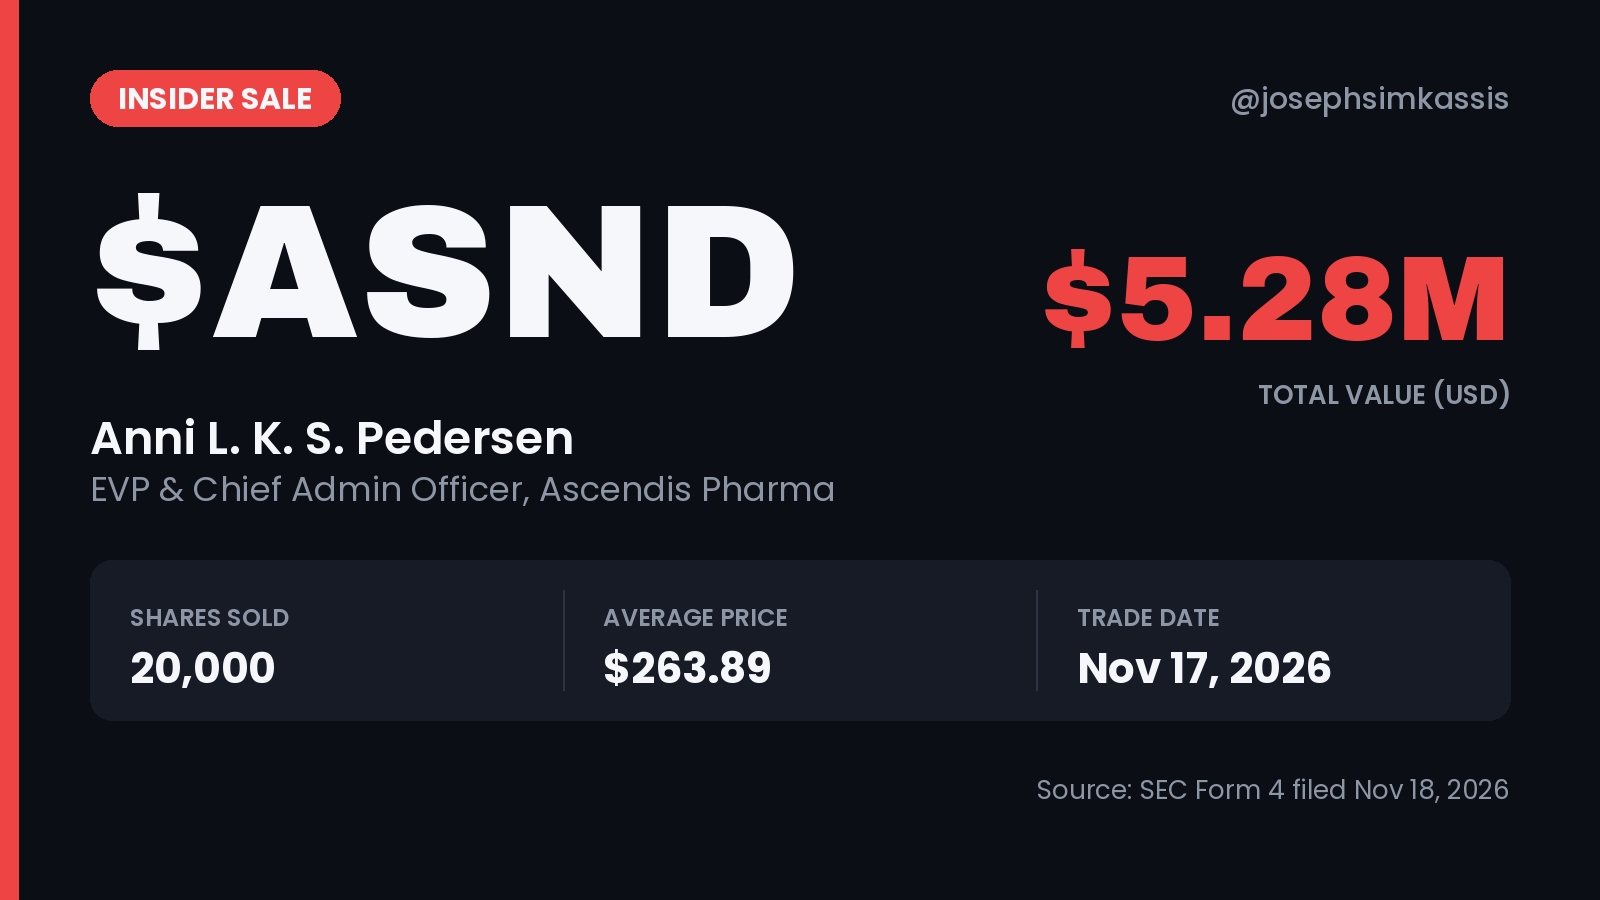 INSIDER SALE
@josephsimkassis
$ASND
$5.28M
TOTAL VALUE (USD)
Anni L. K. S. Pedersen
EVP & Chief Admin Officer, Ascendis Pharma
SHARES SOLD
20,000
AVERAGE PRICE
$263.89
TRADE DATE
Nov 17, 2026
Source: SEC Form 4 filed Nov 18, 2026